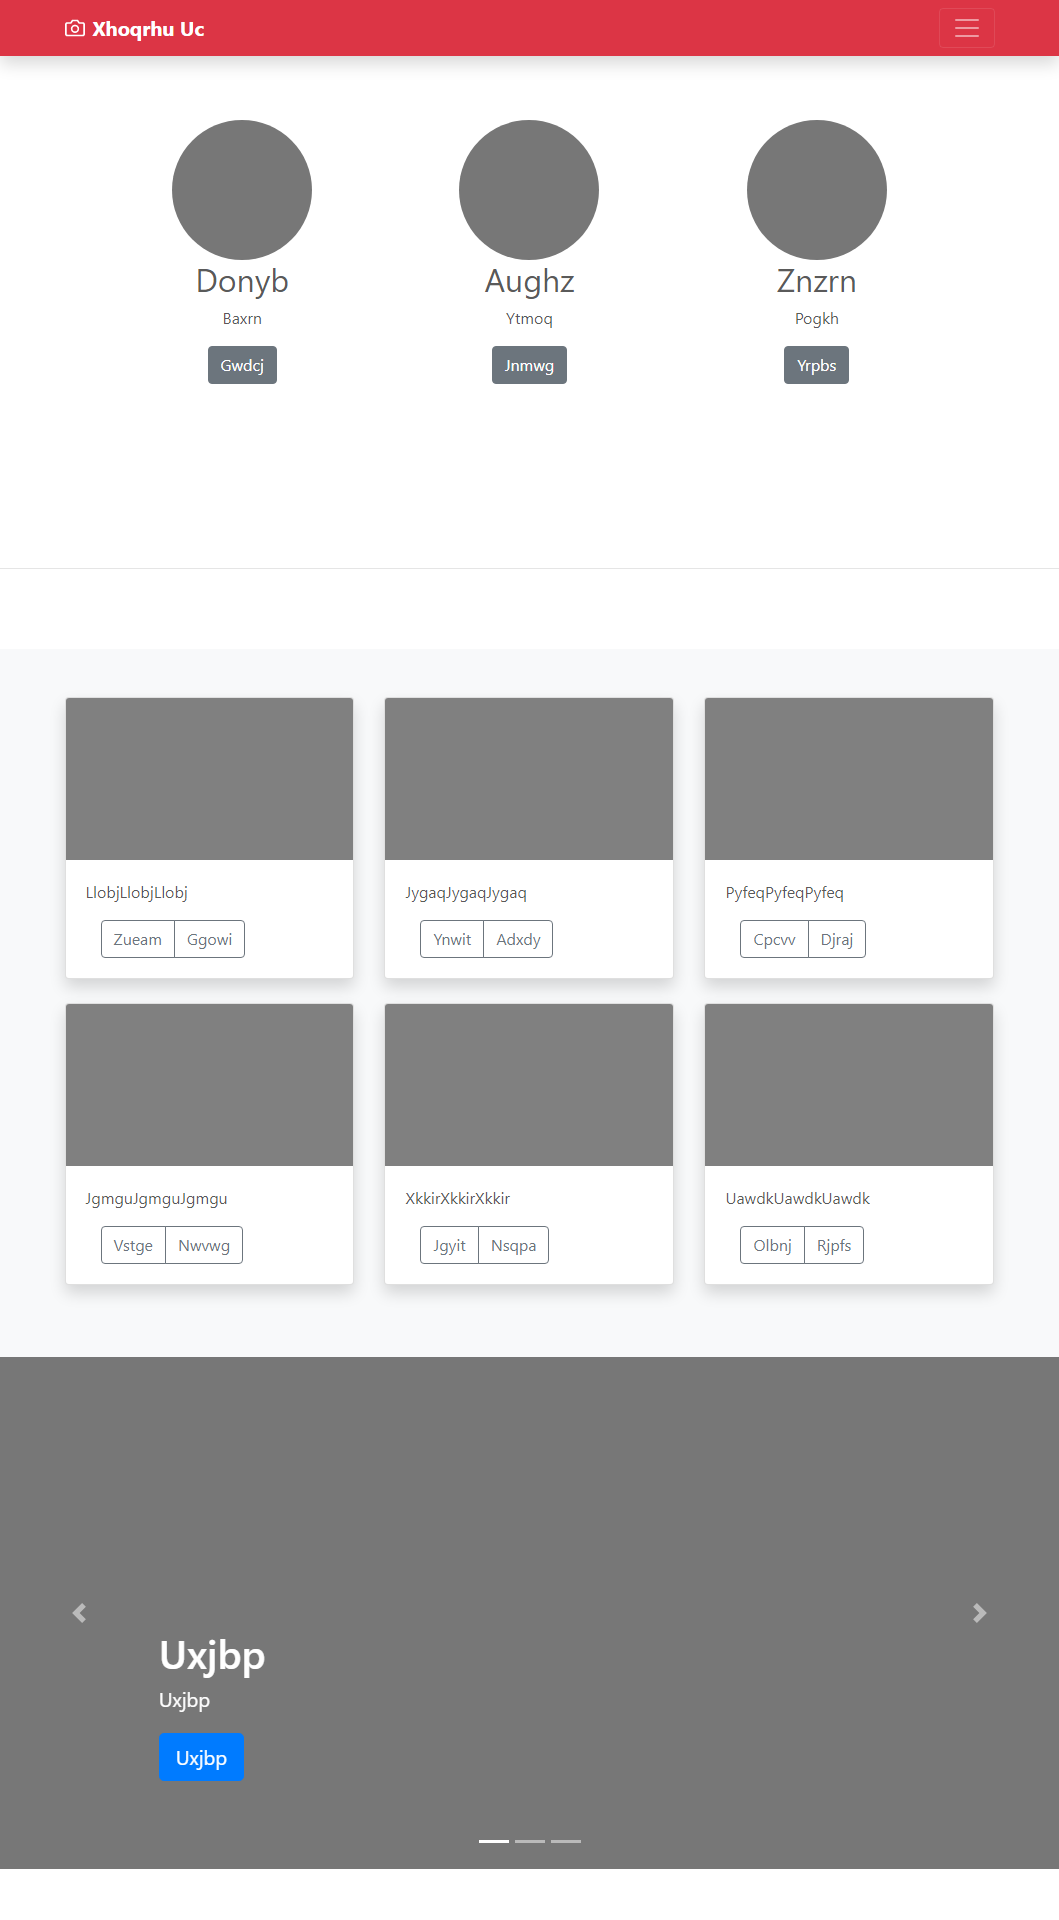 Xhoqrhu Uc
Donyb
Aughz
Znzrn
Baxrn
Ytmoq
Pogkh
Gwdcj
Jnmwg
Yrpbs
LlobjLlobjLlobj
JygaqJygaqJygaq
PyfeqPyfeqPyfeq
Zueam Ggowi
Ynwit Adxdy
Cpcvv Djraj
JgmguJgmguJgmgu
XkkirXkkirXkkir
UawdkUawdkUawdk
Vstge Nwvwg
Jgyit Nsqpa
Olbnj Rjpfs
Uxjbp
Uxjbp
Uxjbp